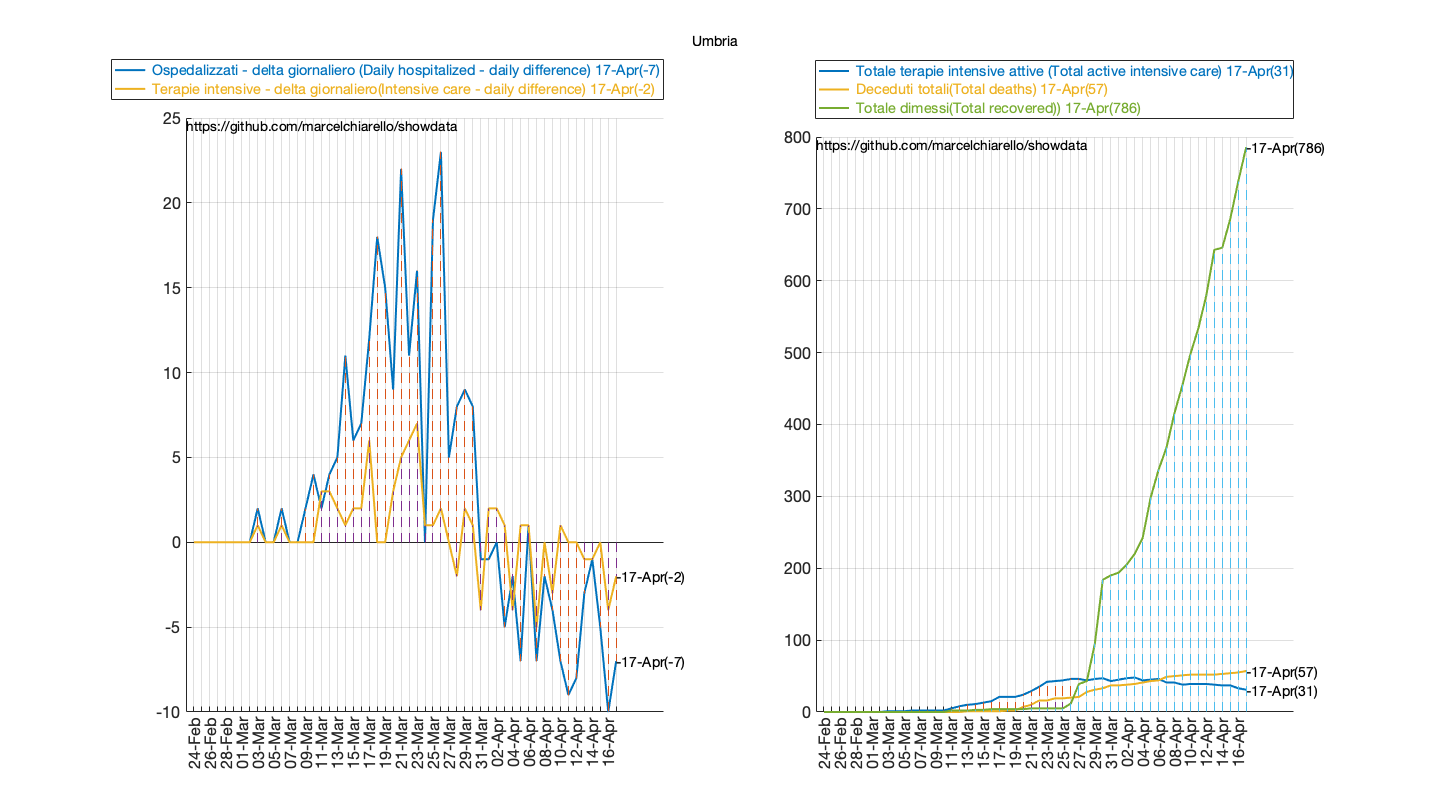 Umbria
Ospedalizzati - delta giornaliero (Daily hospitalized - daily difference) 17-Apr(-7)
Terapie intensive - delta giornaliero(Intensive care - daily difference) 17-Apr(-2)
25
https://github.com/marcelchiarello/showdata
20
15
10
5
0
-5
-10
17-Apr(-2)
17-Apr(-7)
24-Feb
26-Feb
28-Feb
01-Mar
03-Mar
05-Mar
07-Mar
09-Mar
11-Mar
13-Mar
15-Mar
17-Mar
19-Mar
21-Mar
23-Mar
25-Mar
27-Mar
29-Mar
31-Mar
02-Apr
04-Apr
06-Apr
08-Apr
10-Apr
12-Apr
14-Apr
16-Apr
Totale terapie intensive attive (Total active intensive care) 17-Apr(31)
Deceduti totali(Total deaths) 17-Apr(57)
Totale dimessi(Total recovered)) 17-Apr(786)
800
https://github.com/marcelchiarello/showdata
700
600
500
400
300
200
100
0
17-Apr(786)
17-Apr(57)
17-Apr(31)
24-Feb
26-Feb
28-Feb
01-Mar
03-Mar
05-Mar
07-Mar
09-Mar
11-Mar
13-Mar
15-Mar
17-Mar
19-Mar
21-Mar
23-Mar
25-Mar
27-Mar
29-Mar
31-Mar
02-Apr
04-Apr
06-Apr
08-Apr
10-Apr
12-Apr
14-Apr
16-Apr